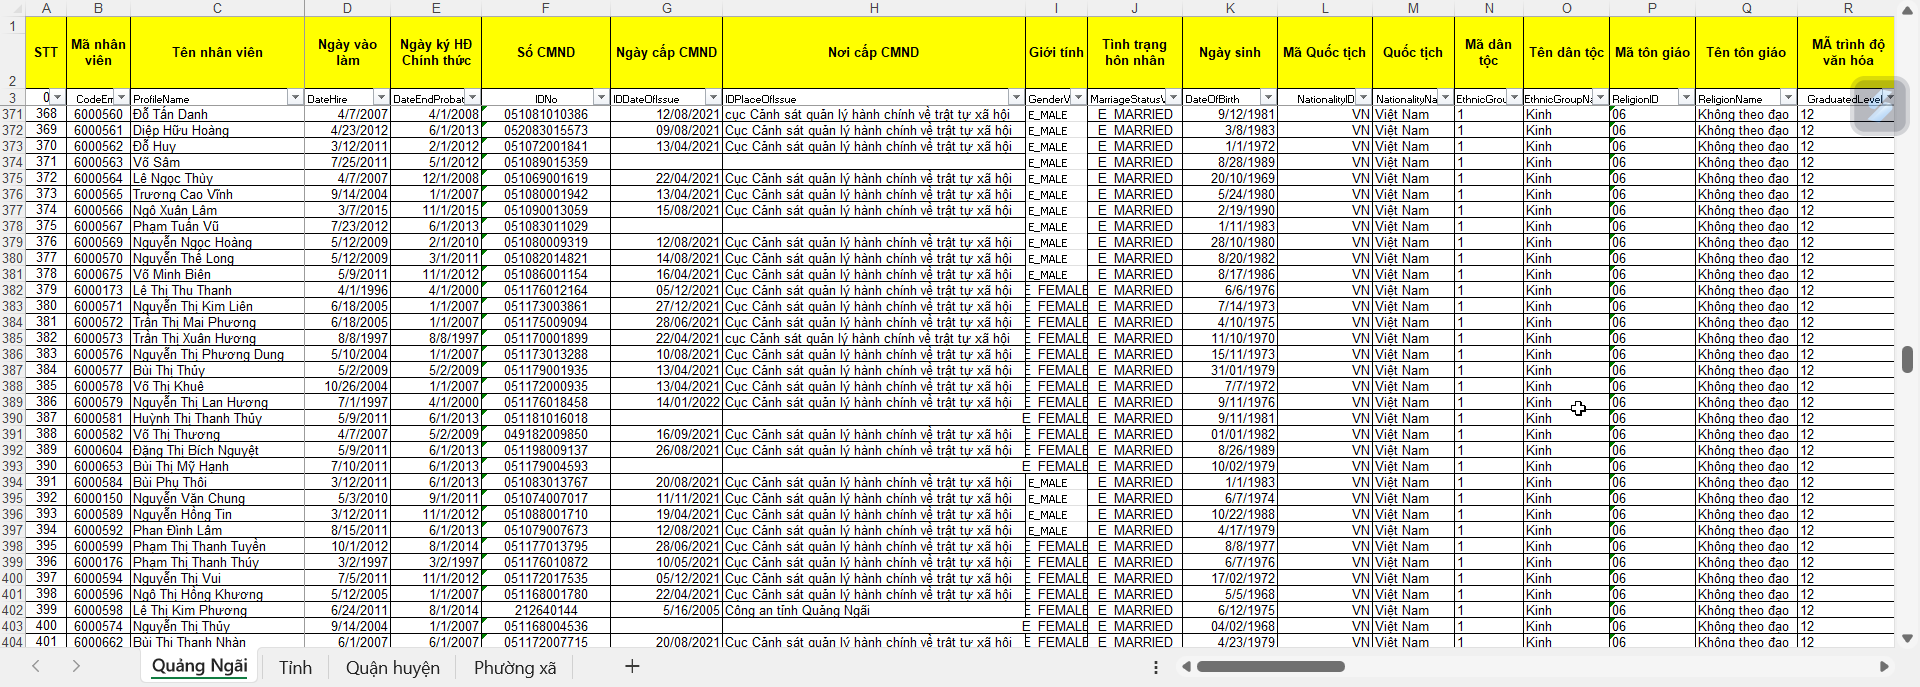 A B C D E F G H I J K L M N O P Q R
1 2 STT Mã nhân viên Tên nhân viên Ngày vào làm Ngày ký HĐ Chính thức Số CMND Ngày cấp CMND Nơi cấp CMND Giới tính Tình trạng hôn nhân Ngày sinh Mã Quốc tịch Quốc tịch Mã dân tộc Tên dân tộc Mã tôn giáo Tên tôn giáo MÃ trình độ văn hóa
3 0 CodeEm ProfileName DateHire DateEndProbat IDNo IDDateOfIssue IDPlaceOfIssue GenderV MarriageStatusV DateOfBirth NationalityID NationalityNa EthnicGrou EthnicGroupNa ReligionID ReligionName GraduatedLevel
371 368 6000560 Đỗ Tấn Danh 4/7/2007 4/1/2008 051081010386 12/08/2021 cục Cảnh sát quản lý hành chính về trật tự xã hội E_MALE E_MARRIED 9/12/1981 VN Việt Nam 1 Kinh 06 Không theo đạo 12
372 369 6000561 Diệp Hữu Hoàng 4/23/2012 6/1/2013 052083015573 09/08/2021 Cục Cảnh sát quản lý hành chính về trật tự xã hội E_MALE E_MARRIED 3/8/1983 VN Việt Nam 1 Kinh 06 Không theo đạo 12
373 370 6000562 Đỗ Huy 3/12/2011 2/1/2012 051072001841 13/04/2021 Cục Cảnh sát quản lý hành chính về trật tự xã hội E_MALE E_MARRIED 1/1/1972 VN Việt Nam 1 Kinh 06 Không theo đạo 12
374 371 6000563 Võ Sâm 7/25/2011 5/1/2012 051089015359 E_MALE E_MARRIED 8/28/1989 VN Việt Nam 1 Kinh 06 Không theo đạo 12
375 372 6000564 Lê Ngọc Thùy 4/7/2007 12/1/2008 051069001619 22/04/2021 Cục Cảnh sát quản lý hành chính về trật tự xã hội E_MALE E_MARRIED 20/10/1969 VN Việt Nam 1 Kinh 06 Không theo đạo 12
376 373 6000565 Trương Cao Vĩnh 9/14/2004 1/1/2007 051080001942 13/04/2021 Cục Cảnh sát quản lý hành chính về trật tự xã hội E_MALE E_MARRIED 5/24/1980 VN Việt Nam 1 Kinh 06 Không theo đạo 12
377 374 6000566 Ngô Xuân Lâm 3/7/2015 11/1/2015 051090013059 15/08/2021 Cục Cảnh sát quản lý hành chính về trật tự xã hội E_MALE E_MARRIED 2/19/1990 VN Việt Nam 1 Kinh 06 Không theo đạo 12
378 375 6000567 Phạm Tuấn Vũ 7/23/2012 6/1/2013 051083011029 E_MALE E_MARRIED 1/11/1983 VN Việt Nam 1 Kinh 06 Không theo đạo 12
379 376 6000569 Nguyễn Ngọc Hoàng 5/12/2009 2/1/2010 051080009319 12/08/2021 Cục Cảnh sát quản lý hành chính về trật tự xã hội E_MALE E_MARRIED 28/10/1980 VN Việt Nam 1 Kinh 06 Không theo đạo 12
380 377 6000570 Nguyễn Thế Long 5/12/2009 3/1/2011 051082014821 14/08/2021 Cục Cảnh sát quản lý hành chính về trật tự xã hội E_MALE E_MARRIED 8/20/1982 VN Việt Nam 1 Kinh 06 Không theo đạo 12
381 378 6000675 Võ Minh Biên 5/9/2011 11/1/2012 051086001154 16/04/2021 Cục Cảnh sát quản lý hành chính về trật tự xã hội E_MALE E_MARRIED 8/17/1986 VN Việt Nam 1 Kinh 06 Không theo đạo 12
382 379 6000173 Lê Thị Thu Thanh 4/1/1996 4/1/2000 051176012164 05/12/2021 Cục Cảnh sát quản lý hành chính về trật tự xã hội E_FEMALE E_MARRIED 6/6/1976 VN Việt Nam 1 Kinh 06 Không theo đạo 12
383 380 6000571 Nguyễn Thị Kim Liên 6/18/2005 1/1/2007 051173003861 27/12/2021 Cục Cảnh sát quản lý hành chính về trật tự xã hội E_FEMALE E_MARRIED 7/14/1973 VN Việt Nam 1 Kinh 06 Không theo đạo 12
384 381 6000572 Trần Thị Mai Phương 6/18/2005 1/1/2007 051175009094 28/06/2021 Cục Cảnh sát quản lý hành chính về trật tự xã hội E_FEMALE E_MARRIED 4/10/1975 VN Việt Nam 1 Kinh 06 Không theo đạo 12
385 382 6000573 Trần Thị Xuân Hương 8/8/1997 8/8/1997 051170001899 22/04/2021 cục Cảnh sát quản lý hành chính về trật tự xã hội E_FEMALE E_MARRIED 11/10/1970 VN Việt Nam 1 Kinh 06 Không theo đạo 12
386 383 6000576 Nguyễn Thị Phương Dung 5/10/2004 1/1/2007 051173013288 10/08/2021 Cục Cảnh sát quản lý hành chính về trật tự xã hội E_FEMALE E_MARRIED 15/11/1973 VN Việt Nam 1 Kinh 06 Không theo đạo 12
387 384 6000577 Bùi Thị Thủy 5/2/2009 5/2/2009 051179001935 13/04/2021 Cục Cảnh sát quản lý hành chính về trật tự xã hội E_FEMALE E_MARRIED 31/01/1979 VN Việt Nam 1 Kinh 06 Không theo đạo 12
388 385 6000578 Võ Thị Khuê 10/26/2004 1/1/2007 051172000935 13/04/2021 Cục Cảnh sát quản lý hành chính về trật tự xã hội E_FEMALE E_MARRIED 7/7/1972 VN Việt Nam 1 Kinh 06 Không theo đạo 12
389 386 6000579 Nguyễn Thị Lan Hương 7/1/1997 4/1/2000 051176018458 14/01/2022 Cục Cảnh sát quản lý hành chính về trật tự xã hội E_FEMALE E_MARRIED 9/11/1976 VN Việt Nam 1 Kinh 06 Không theo đạo 12
390 387 6000581 Huỳnh Thị Thanh Thủy 5/9/2011 6/1/2013 051181016018 E_FEMALE E_MARRIED 9/11/1981 VN Việt Nam 1 Kinh 06 Không theo đạo 12
391 388 6000582 Võ Thị Thương 4/7/2007 5/2/2009 049182009850 16/09/2021 Cục Cảnh sát quản lý hành chính về trật tự xã hội E_FEMALE E_MARRIED 01/01/1982 VN Việt Nam 1 Kinh 06 Không theo đạo 12
392 389 6000604 Đặng Thị Bích Nguyệt 5/9/2011 6/1/2013 051198009137 26/08/2021 Cục Cảnh sát quản lý hành chính về trật tự xã hội E_FEMALE E_MARRIED 8/26/1989 VN Việt Nam 1 Kinh 06 Không theo đạo 12
393 390 6000653 Bùi Thị Mỹ Hạnh 7/10/2011 6/1/2013 051179004593 E_FEMALE E_MARRIED 10/02/1979 VN Việt Nam 1 Kinh 06 Không theo đạo 12
394 391 6000584 Bùi Phụ Thôi 3/12/2011 6/1/2013 051083013767 20/08/2021 Cục Cảnh sát quản lý hành chính về trật tự xã hội E_MALE E_MARRIED 1/1/1983 VN Việt Nam 1 Kinh 06 Không theo đạo 12
395 392 6000150 Nguyễn Văn Chung 5/3/2010 9/1/2011 051074007017 11/11/2021 Cục Cảnh sát quản lý hành chính về trật tự xã hội E_MALE E_MARRIED 6/7/1974 VN Việt Nam 1 Kinh 06 Không theo đạo 12
396 393 6000589 Nguyễn Hồng Tin 3/12/2011 11/1/2012 051088001710 19/04/2021 Cục Cảnh sát quản lý hành chính về trật tự xã hội E_MALE E_MARRIED 10/22/1988 VN Việt Nam 1 Kinh 06 Không theo đạo 12
397 394 6000592 Phan Đình Lâm 8/15/2011 6/1/2013 051079007673 12/08/2021 Cục Cảnh sát quản lý hành chính về trật tự xã hội E_MALE E_MARRIED 4/17/1979 VN Việt Nam 1 Kinh 06 Không theo đạo 12
398 395 6000599 Phạm Thị Thanh Tuyền 10/1/2012 8/1/2014 051177013795 28/06/2021 Cục Cảnh sát quản lý hành chính về trật tự xã hội E_FEMALE E_MARRIED 8/8/1977 VN Việt Nam 1 Kinh 06 Không theo đạo 12
399 396 6000176 Phạm Thị Thanh Thúy 3/2/1997 3/2/1997 051176010872 10/05/2021 Cục Cảnh sát quản lý hành chính về trật tự xã hội E_FEMALE E_MARRIED 6/7/1976 VN Việt Nam 1 Kinh 06 Không theo đạo 12
400 397 6000594 Nguyễn Thị Vui 7/5/2011 11/1/2012 051172017535 05/12/2021 Cục Cảnh sát quản lý hành chính về trật tự xã hội E_FEMALE E_MARRIED 17/02/1972 VN Việt Nam 1 Kinh 06 Không theo đạo 12
401 398 6000596 Ngô Thị Hồng Khương 5/12/2005 1/1/2007 051168001780 22/04/2021 Cục Cảnh sát quản lý hành chính về trật tự xã hội E_FEMALE E_MARRIED 5/5/1968 VN Việt Nam 1 Kinh 06 Không theo đạo 12
402 399 6000598 Lê Thị Kim Phương 6/24/2011 8/1/2014 212640144 5/16/2005 Công an tỉnh Quảng Ngãi E_FEMALE E_MARRIED 6/12/1975 VN Việt Nam 1 Kinh 06 Không theo đạo 12
403 400 6000574 Nguyễn Thị Thủy 9/14/2004 1/1/2007 051168004536 E_FEMALE E_MARRIED 04/02/1968 VN Việt Nam 1 Kinh 06 Không theo đạo 12
404 401 6000662 Bùi Thị Thanh Nhàn 6/1/2007 6/1/2007 051172007715 20/08/2021 Cục Cảnh sát quản lý hành chính về trật tự xã hội E_FEMALE E_MARRIED 4/23/1979 VN Việt Nam 1 Kinh 06 Không theo đạo 12
Quảng Ngãi Tỉnh Quận huyện Phường xã